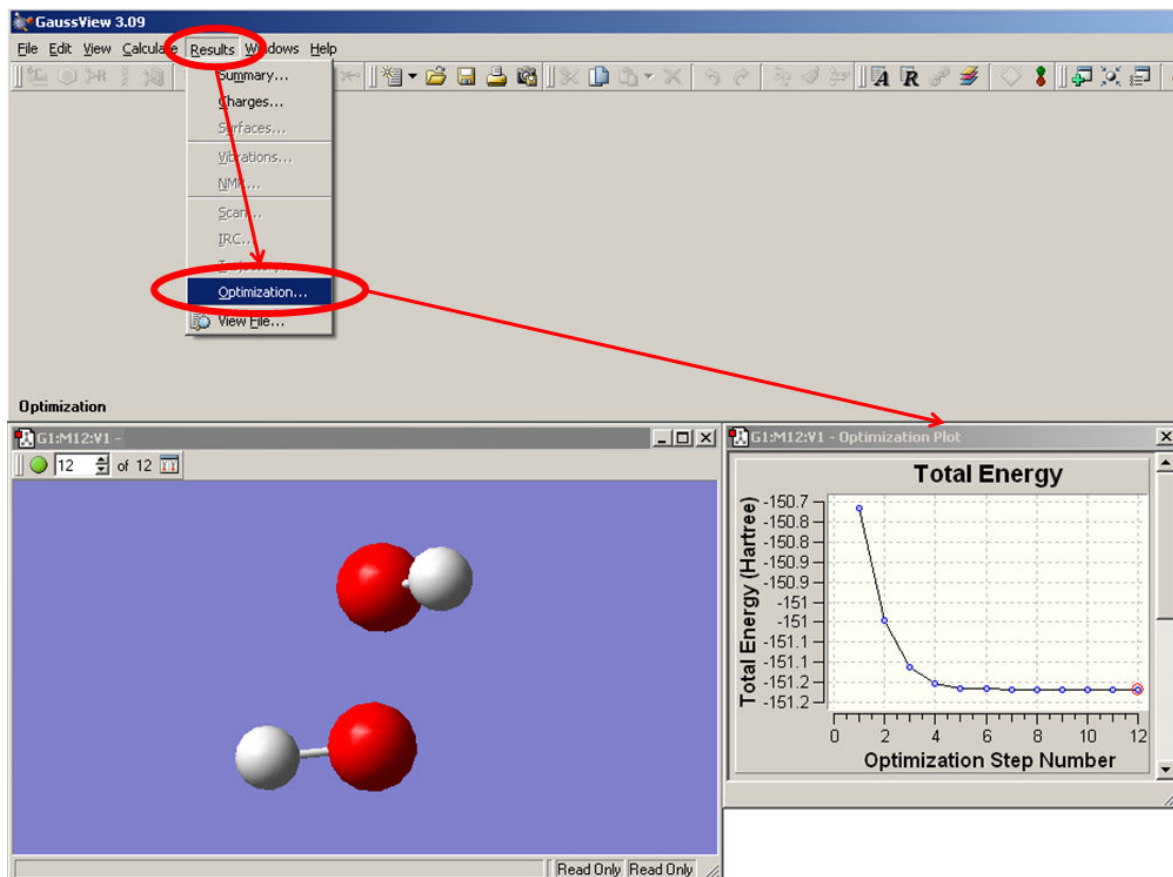 GaussView 3.09
File Edit View Calculate Results Windows Help
Summary...
Charges...
Surfaces...
Vibrations...
NMR...
Scan...
IRC...
Trajectory...
Optimization...
View File...
Optimization
G1:M12:V1 -
12 of 12
Read Only Read Only
G1:M12:V1 - Optimization Plot
Total Energy
Total Energy (Hartree)
-150.7
-150.8
-150.8
-150.9
-150.9
-151
-151
-151.1
-151.1
-151.2
-151.2
0 2 4 6 8 10 12
Optimization Step Number